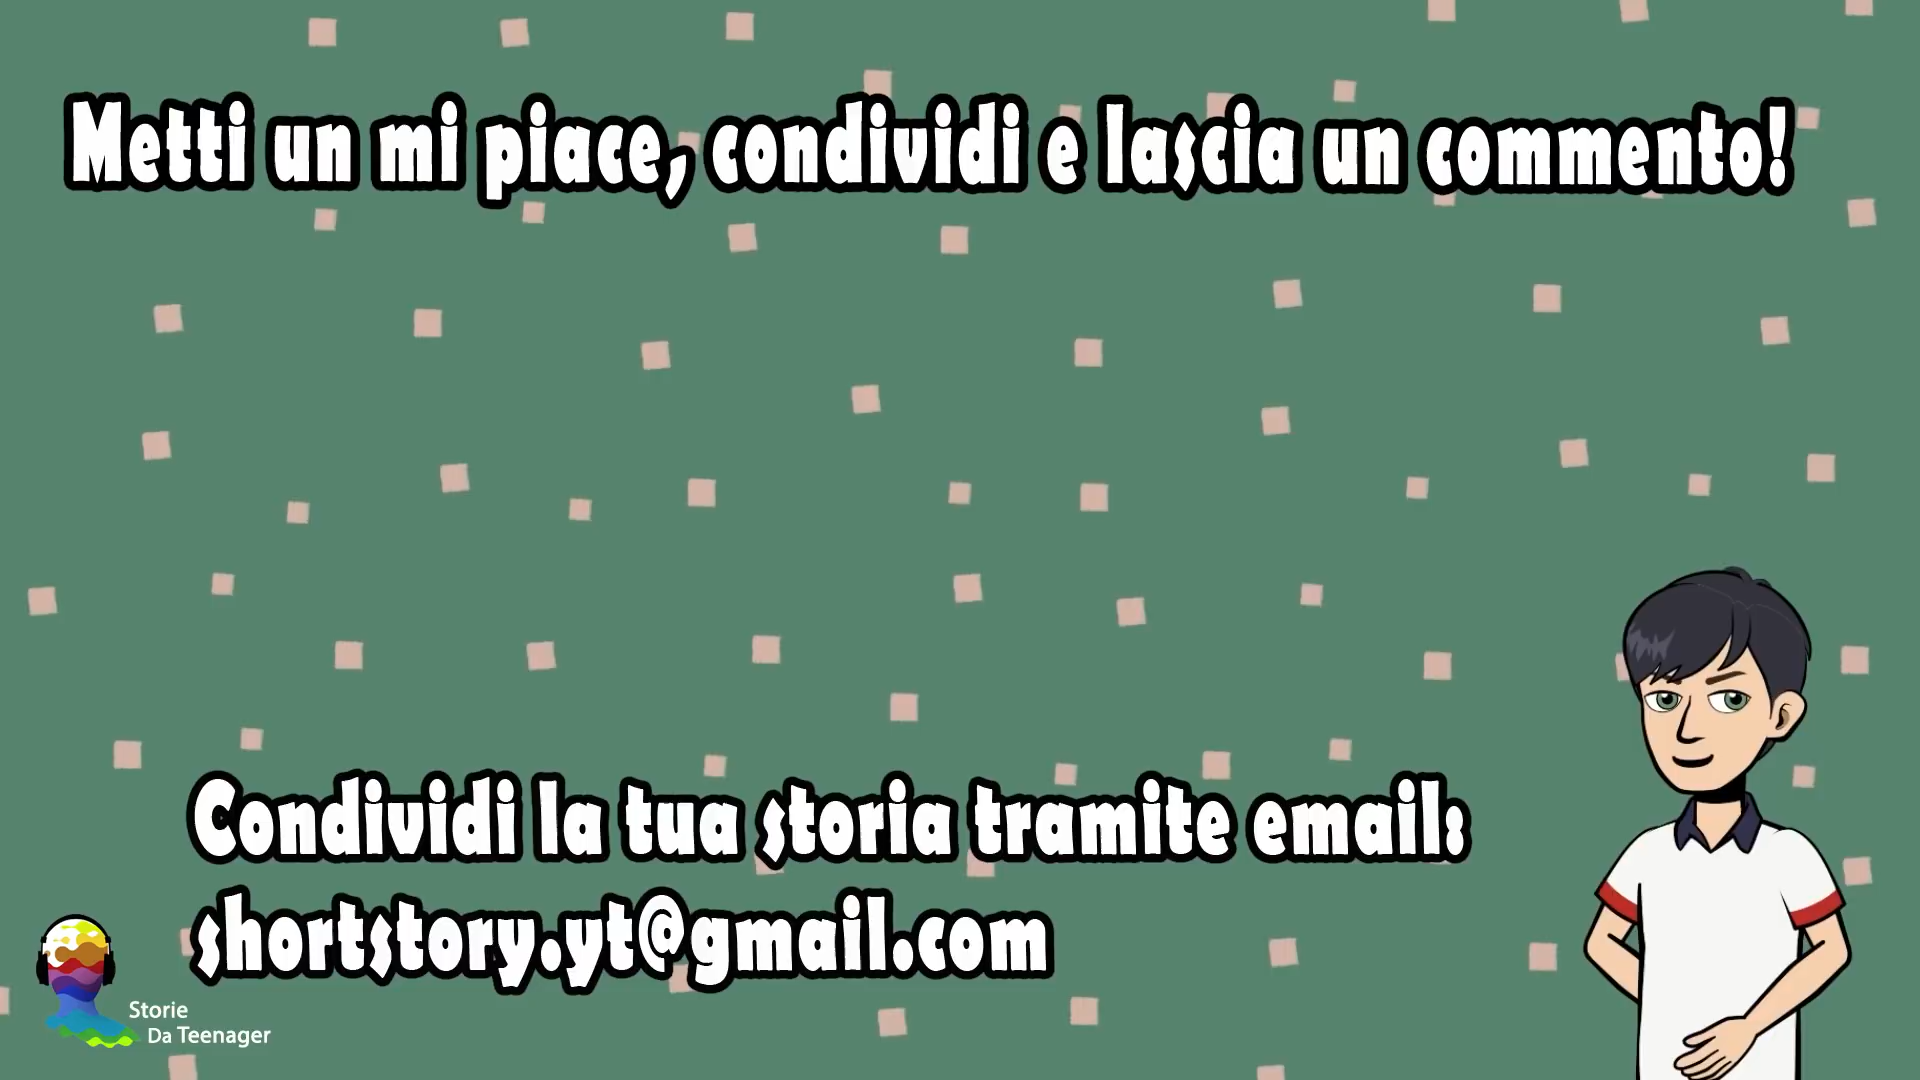 Metti un mi piace, condividi e lascia un commento!
Condividi la tua storia tramite email:
shortstory.yt@gmail.com
Storie
Da Teenager